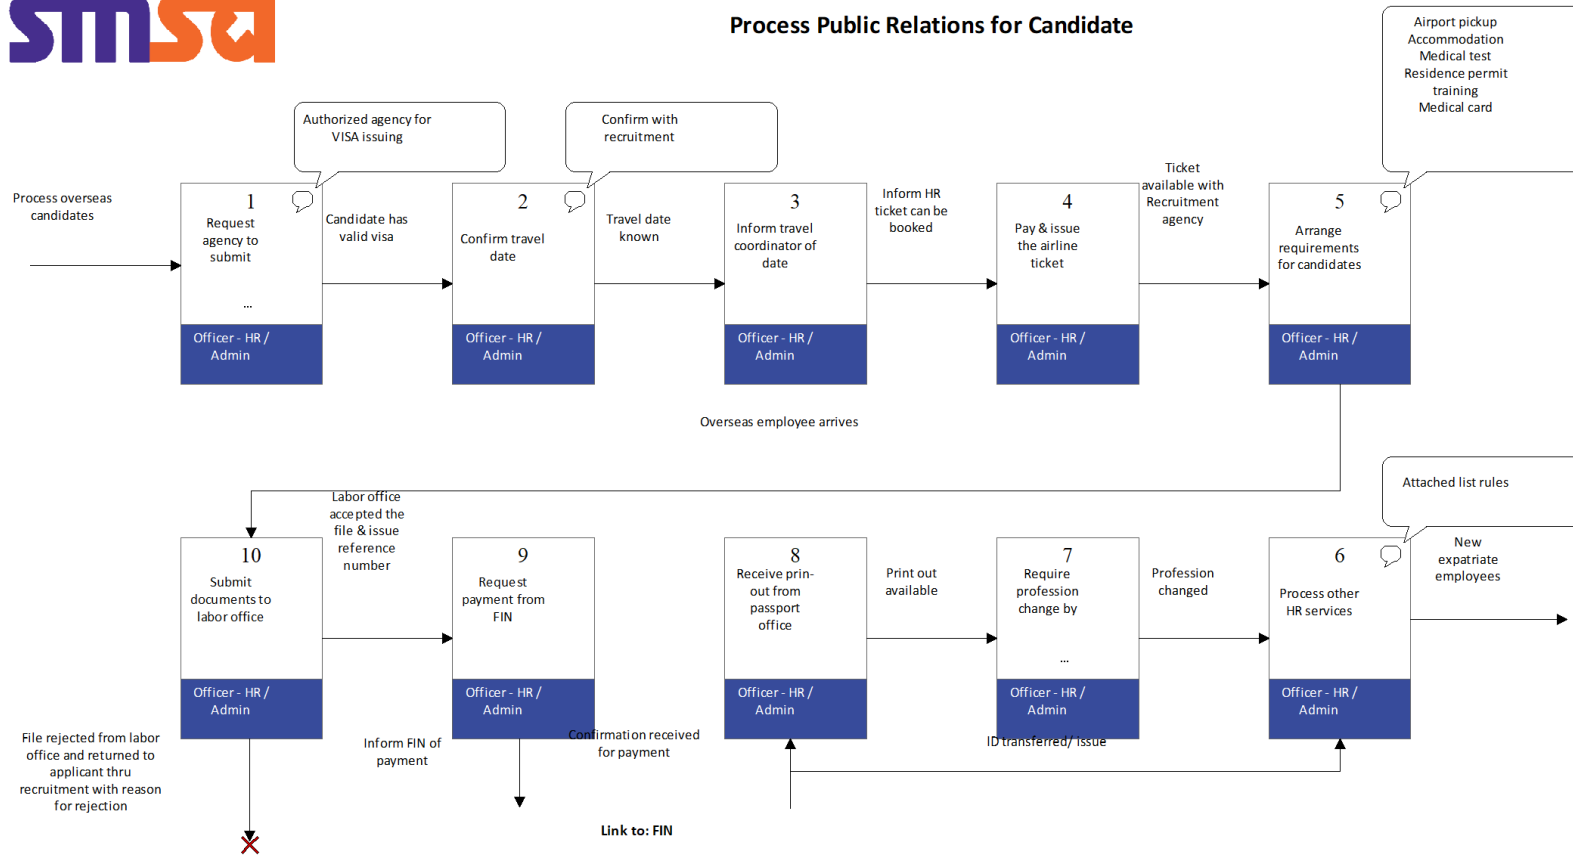 smsa
Process Public Relations for Candidate
Airport pickup
Accommodation
Medical test
Residence permit
training
Medical card
Authorized agency for
VISA issuing
Confirm with
recruitment
Process overseas
candidates
1
Request
agency to
submit
...
Officer - HR /
Admin
Candidate has
valid visa
2
Confirm travel
date
Officer - HR /
Admin
Travel date
known
3
Inform travel
coordinator of
date
Officer - HR /
Admin
Inform HR
ticket can be
booked
4
Pay & issue
the airline
ticket
Officer - HR /
Admin
Ticket
available with
Recruitment
agency
5
Arrange
requirements
for candidates
Officer - HR /
Admin
Overseas employee arrives
10
Submit
documents to
labor office
Officer - HR /
Admin
Labor office
accepted the
file & issue
reference
number
9
Request
payment from
FIN
Officer - HR /
Admin
8
Receive print-
out from
passport
office
Officer - HR /
Admin
Print out
available
7
Require
profession
change by
...
Officer - HR /
Admin
Profession
changed
6
Process other
HR services
Officer - HR /
Admin
Attached list rules
New
expatriate
employees
File rejected from labor
office and returned to
applicant thru
recruitment with reason
for rejection
Inform FIN of
payment
Confirmation received
for payment
ID transferred/ issue
Link to: FIN